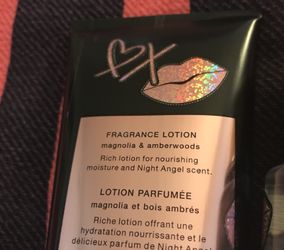 FRAGRANCE LOTION
magnolia & amberwoods
Rich lotion for nourishing
moisture and Night Angel scent.
LOTION PARFUMÉE
magnolia et bois ambrés
Riche lotion offrant une
hydratation nourrissante et le
délicieux parfum de Night Angel